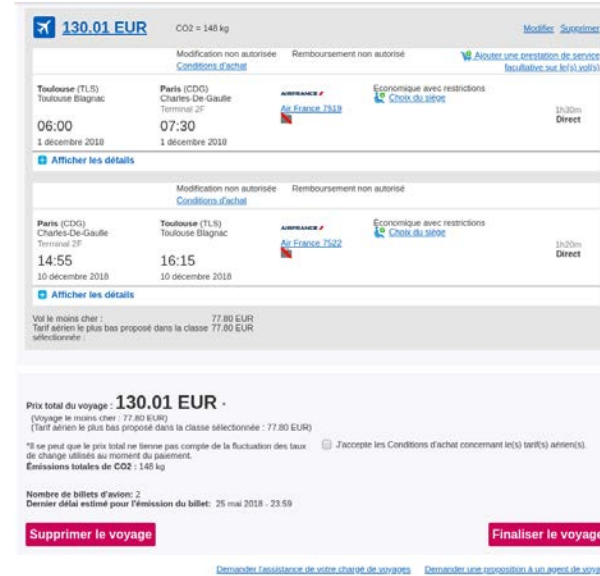 130.01 EUR CO2 = 148 kg Modifier Supprimer
Modification non autorisée Remboursement non autorisé Ajouter une prestation de service
Conditions d'achat facultative sur le(s) vol(s)
Toulouse (TLS) Paris (CDG) AIRFRANCE Économique avec restrictions
Toulouse Blagnac Charles-De-Gaulle Choix du siège
Terminal 2F Air France 7519 1h30m
06:00 07:30 Direct
1 décembre 2018 1 décembre 2018
Afficher les détails
Modification non autorisée Remboursement non autorisé
Conditions d'achat
Paris (CDG) Toulouse (TLS) AIRFRANCE Économique avec restrictions
Charles-De-Gaulle Toulouse Blagnac Choix du siège
Terminal 2F Air France 7522 1h20m
14:55 16:15 Direct
10 décembre 2018 10 décembre 2018
Afficher les détails
Vol le moins cher : 77.80 EUR
Tarif aérien le plus bas proposé dans la classe 77.80 EUR
sélectionnée :
Prix total du voyage : 130.01 EUR *
(Voyage le moins cher : 77.80 EUR)
(Tarif aérien le plus bas proposé dans la classe sélectionnée : 77.80 EUR)
*Il se peut que le prix total ne tienne pas compte de la fluctuation des taux J'accepte les Conditions d'achat concernant le(s) tarif(s) aérien(s).
de change utilisés au moment du paiement.
Émissions totales de CO2 : 148 kg
Nombre de billets d'avion: 2
Dernier délai estimé pour l'émission du billet: 25 mai 2018 - 23:59
Supprimer le voyage Finaliser le voyage
Demander l'assistance de votre chargé de voyages Demander une proposition à un agent de voya